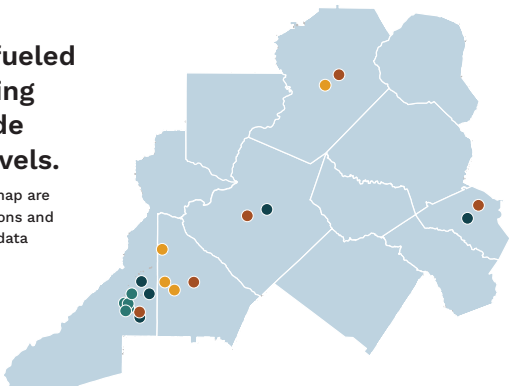 fueled
ing
de
vels.
map are
ons and
data